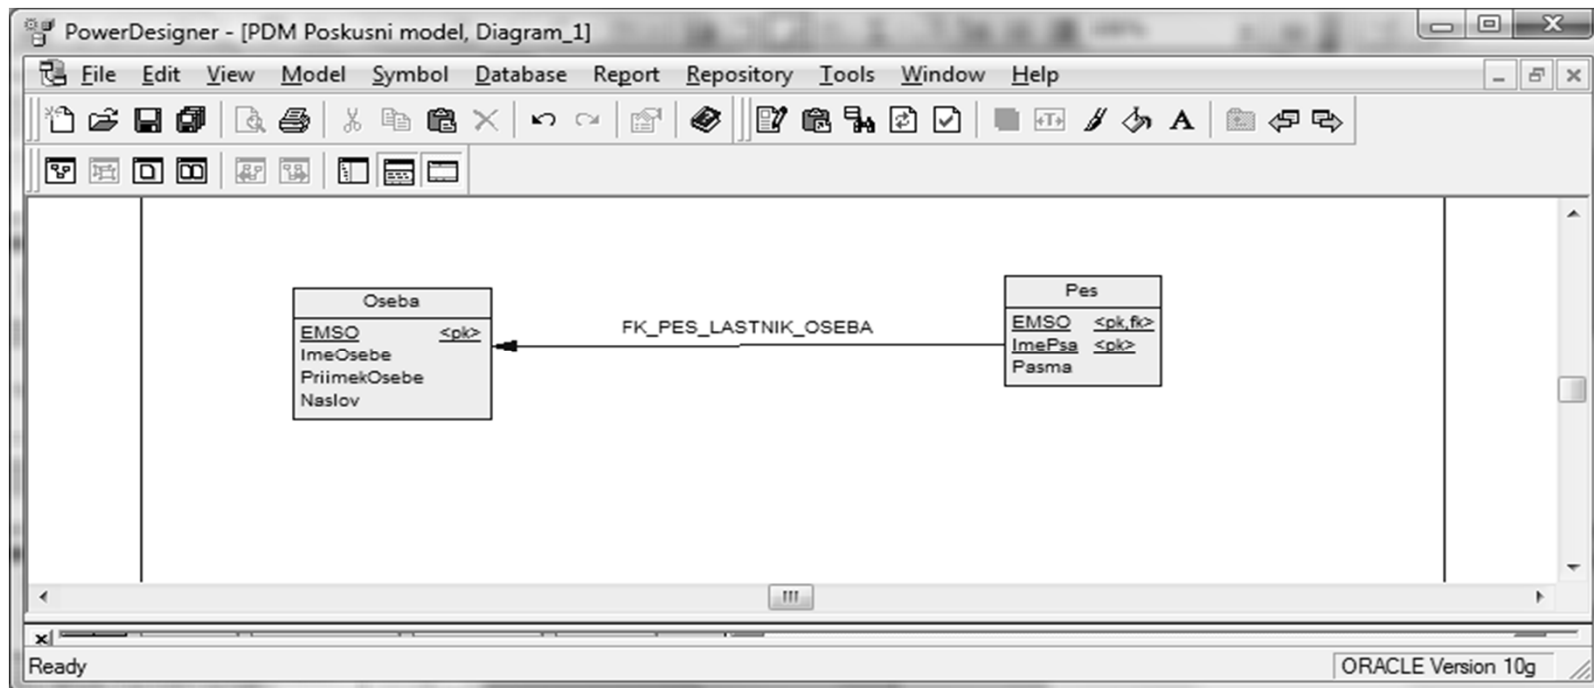 PowerDesigner - [PDM Poskusni model, Diagram_1]
File Edit View Model Symbol Database Report Repository Tools Window Help
Oseba
EMSO <pk>
ImeOsebe
PriimekOsebe
Naslov
FK_PES_LASTNIK_OSEBA
Pes
EMSO <pk,fk>
ImePsa <pk>
Pasma
Ready
ORACLE Version 10g